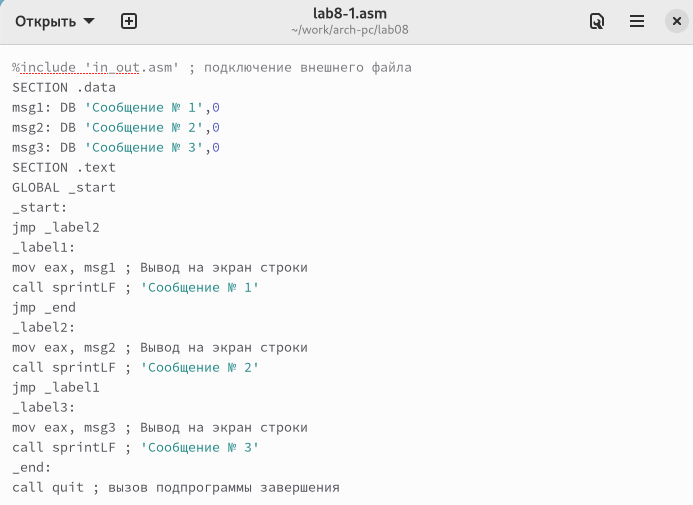 Открыть
lab8-1.asm
~/work/arch-pc/lab08
%include 'in_out.asm' ; подключение внешнего файла
SECTION .data
msg1: DB 'Сообщение № 1',0
msg2: DB 'Сообщение № 2',0
msg3: DB 'Сообщение № 3',0
SECTION .text
GLOBAL _start
_start:
jmp _label2
_label1:
mov eax, msg1 ; Вывод на экран строки
call sprintLF ; 'Сообщение № 1'
jmp _end
_label2:
mov eax, msg2 ; Вывод на экран строки
call sprintLF ; 'Сообщение № 2'
jmp _label1
_label3:
mov eax, msg3 ; Вывод на экран строки
call sprintLF ; 'Сообщение № 3'
_end:
call quit ; вызов подпрограммы завершения